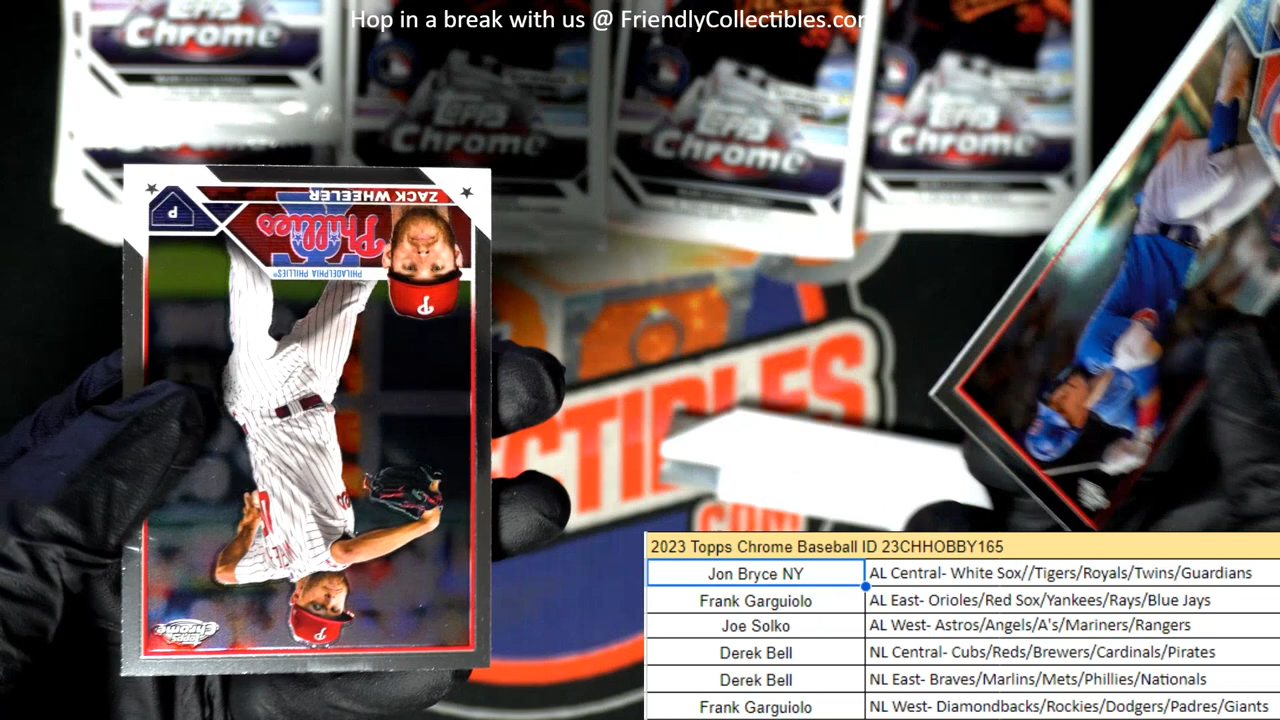 Hop in a break with us @ FriendlyCollectibles.com
Chrome
TOPPS
Chrome
TOPPS
Chrome
TOPPS
Chrome
ZACK WHEELER
P
Phillies
PHILADELPHIA PHILLIES®
TOPPS
Chrome
ECTIBLES
.COM
2023 Topps Chrome Baseball ID 23CHHOBBY165
Jon Bryce NY AL Central- White Sox//Tigers/Royals/Twins/Guardians
Frank Garguiolo AL East- Orioles/Red Sox/Yankees/Rays/Blue Jays
Joe Solko AL West- Astros/Angels/A's/Mariners/Rangers
Derek Bell NL Central- Cubs/Reds/Brewers/Cardinals/Pirates
Derek Bell NL East- Braves/Marlins/Mets/Phillies/Nationals
Frank Garguiolo NL West- Diamondbacks/Rockies/Dodgers/Padres/Giants